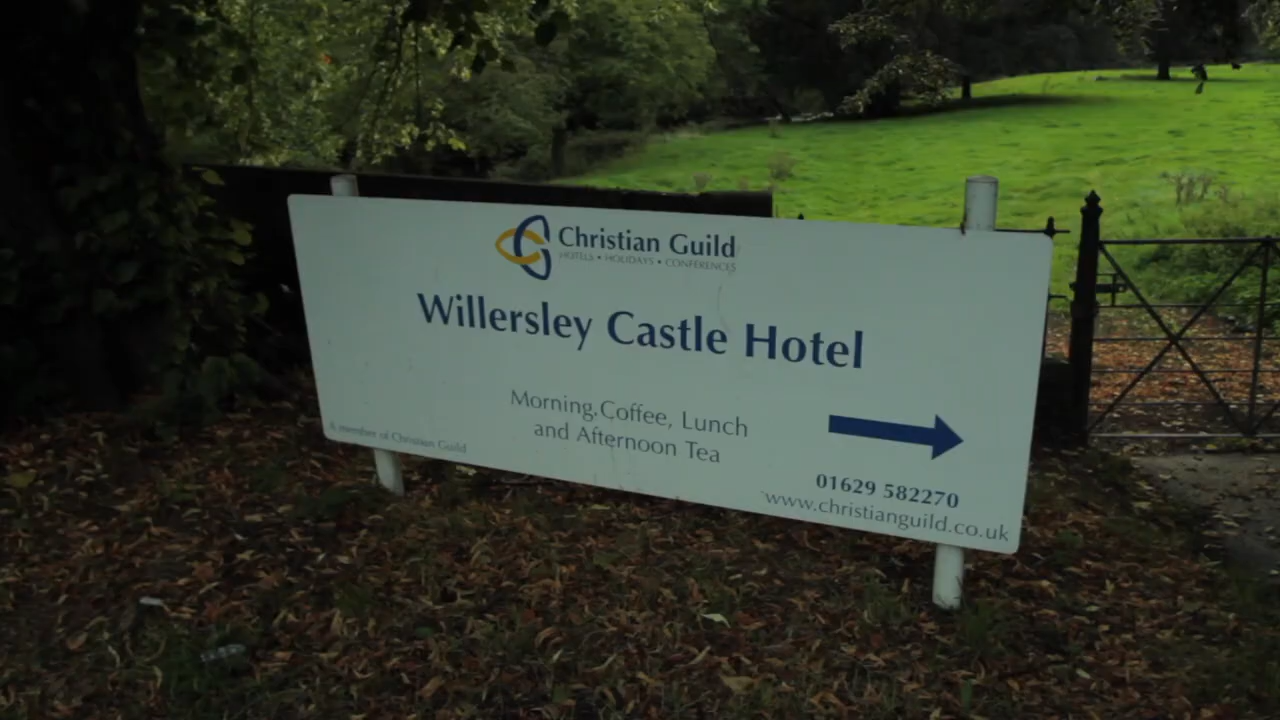 Christian Guild
HOTELS • HOLIDAYS • CONFERENCES
Willersley Castle Hotel
Morning Coffee, Lunch
and Afternoon Tea
A member of Christian Guild
01629 582270
www.christianguild.co.uk